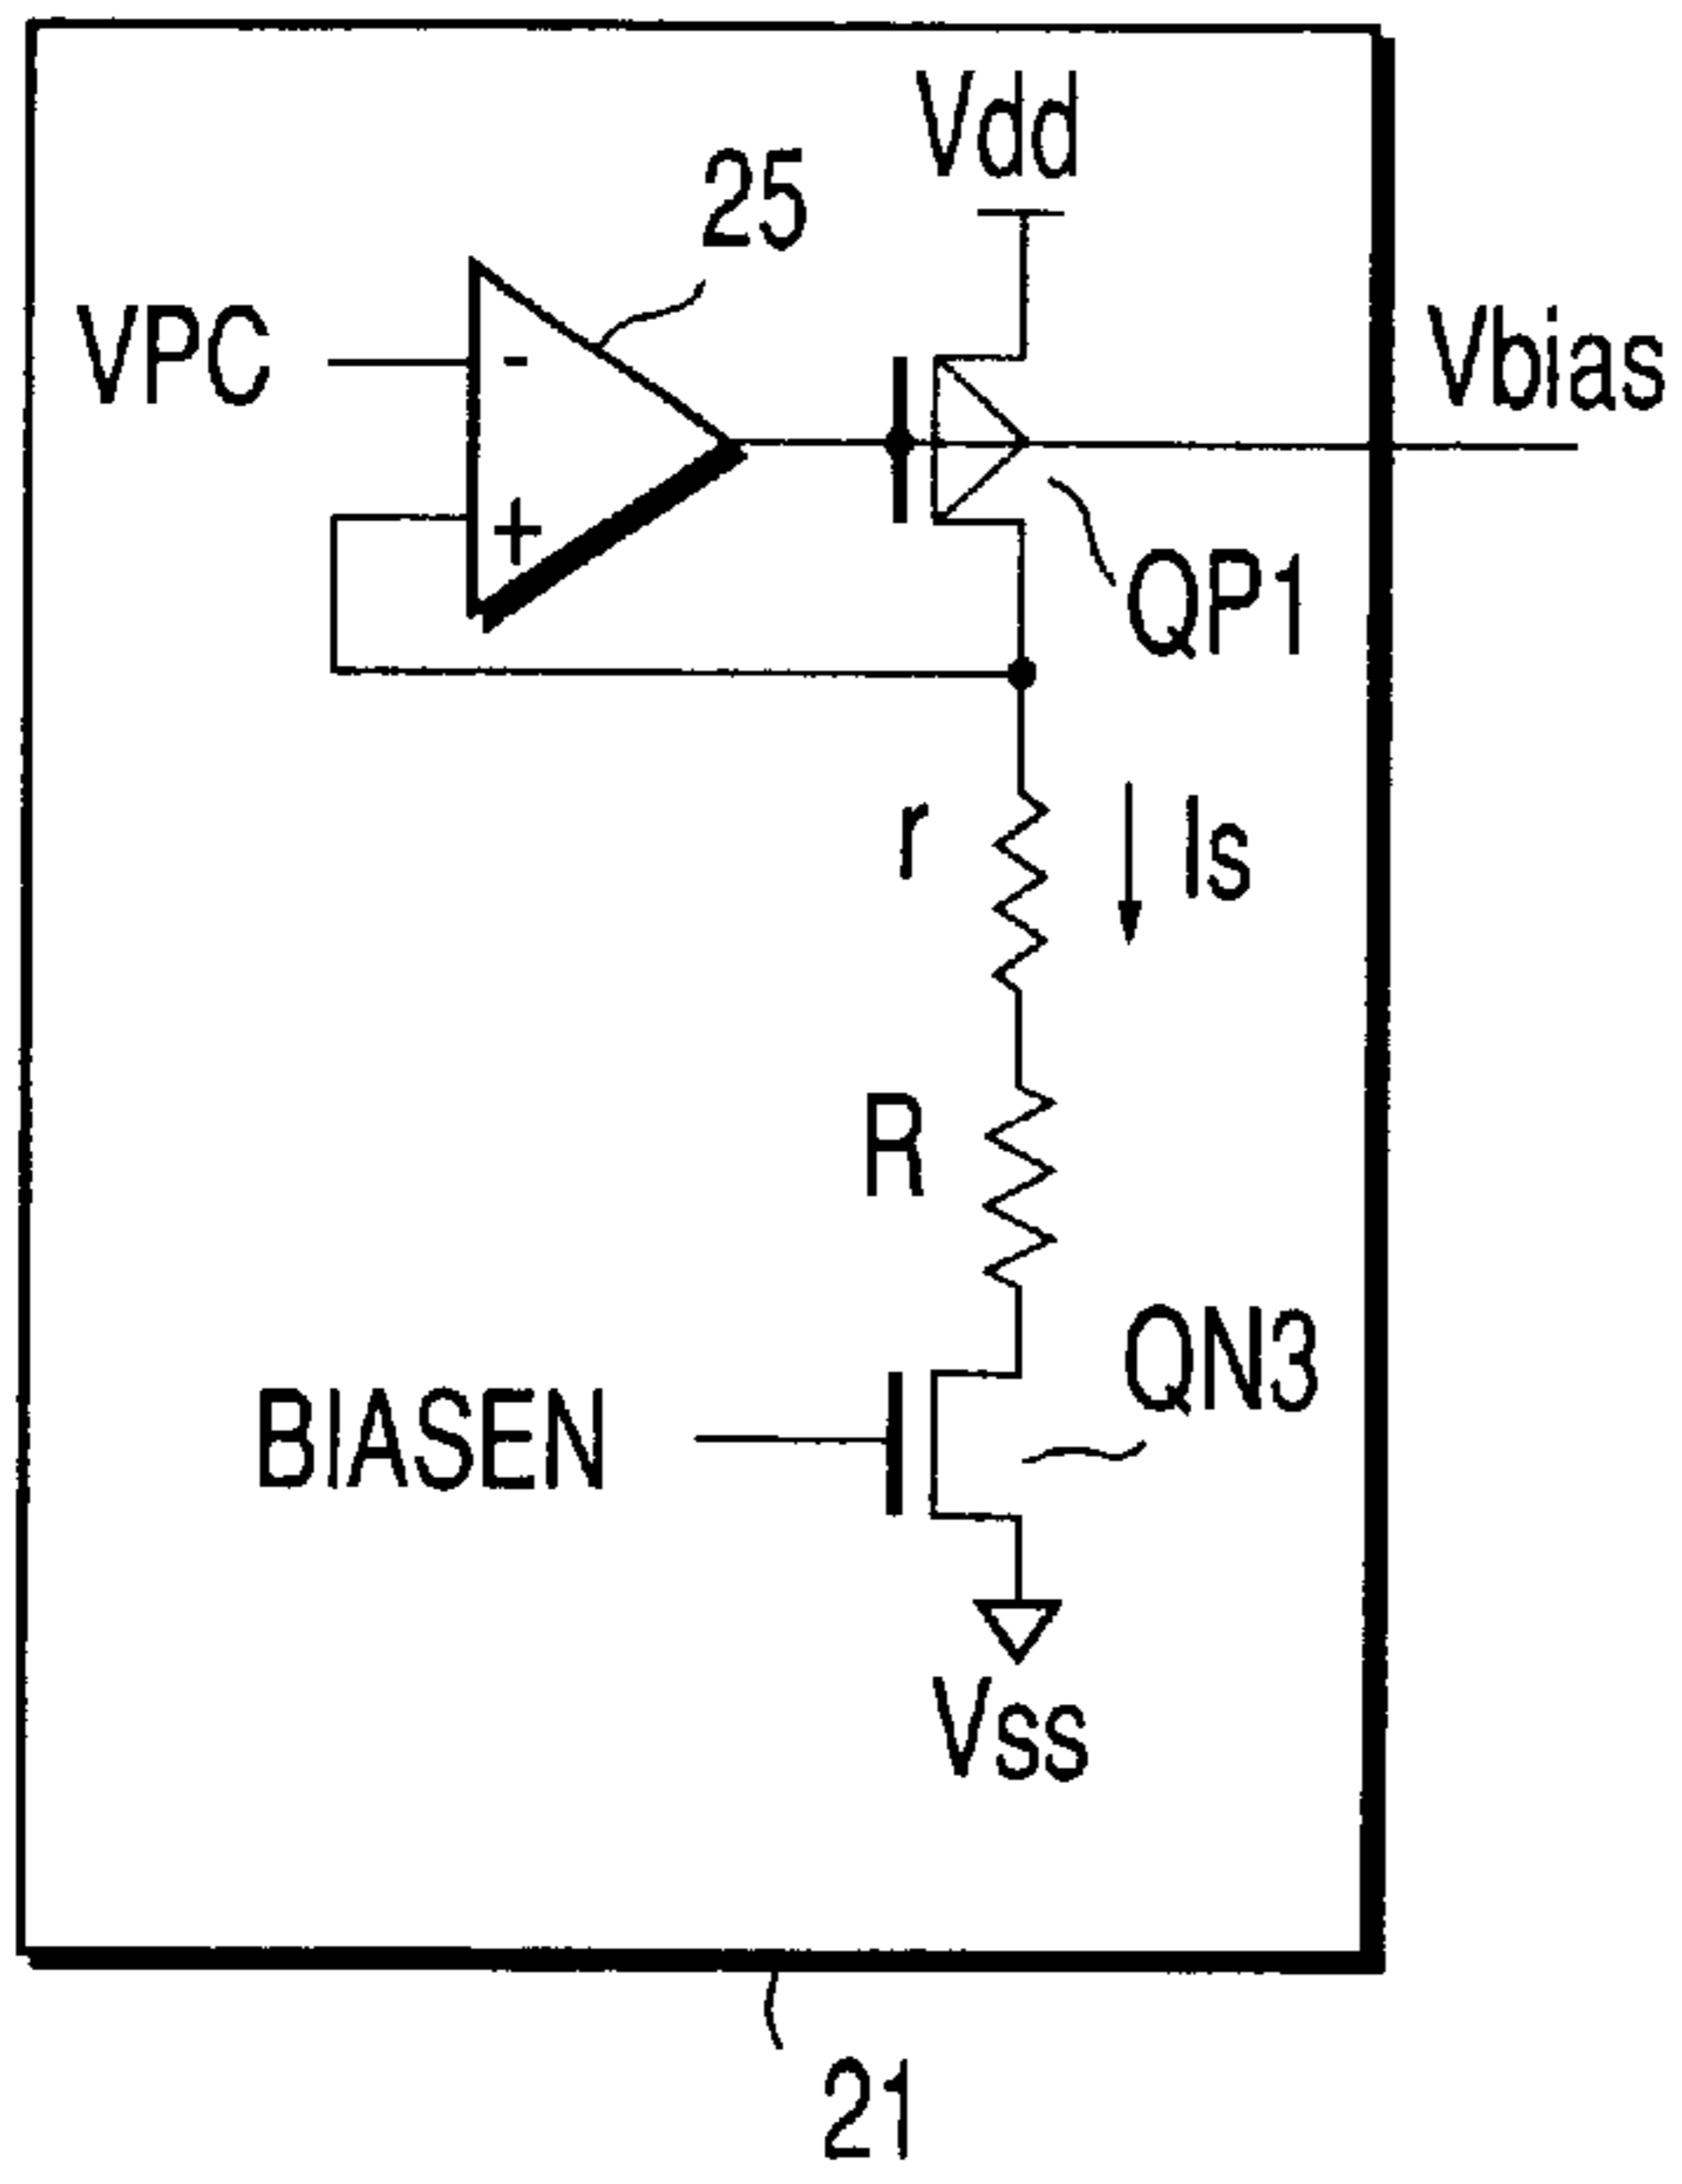 Vdd
25
VPC
Vbias
-
+
QP1
r
Is
R
QN3
BIASEN
Vss
21